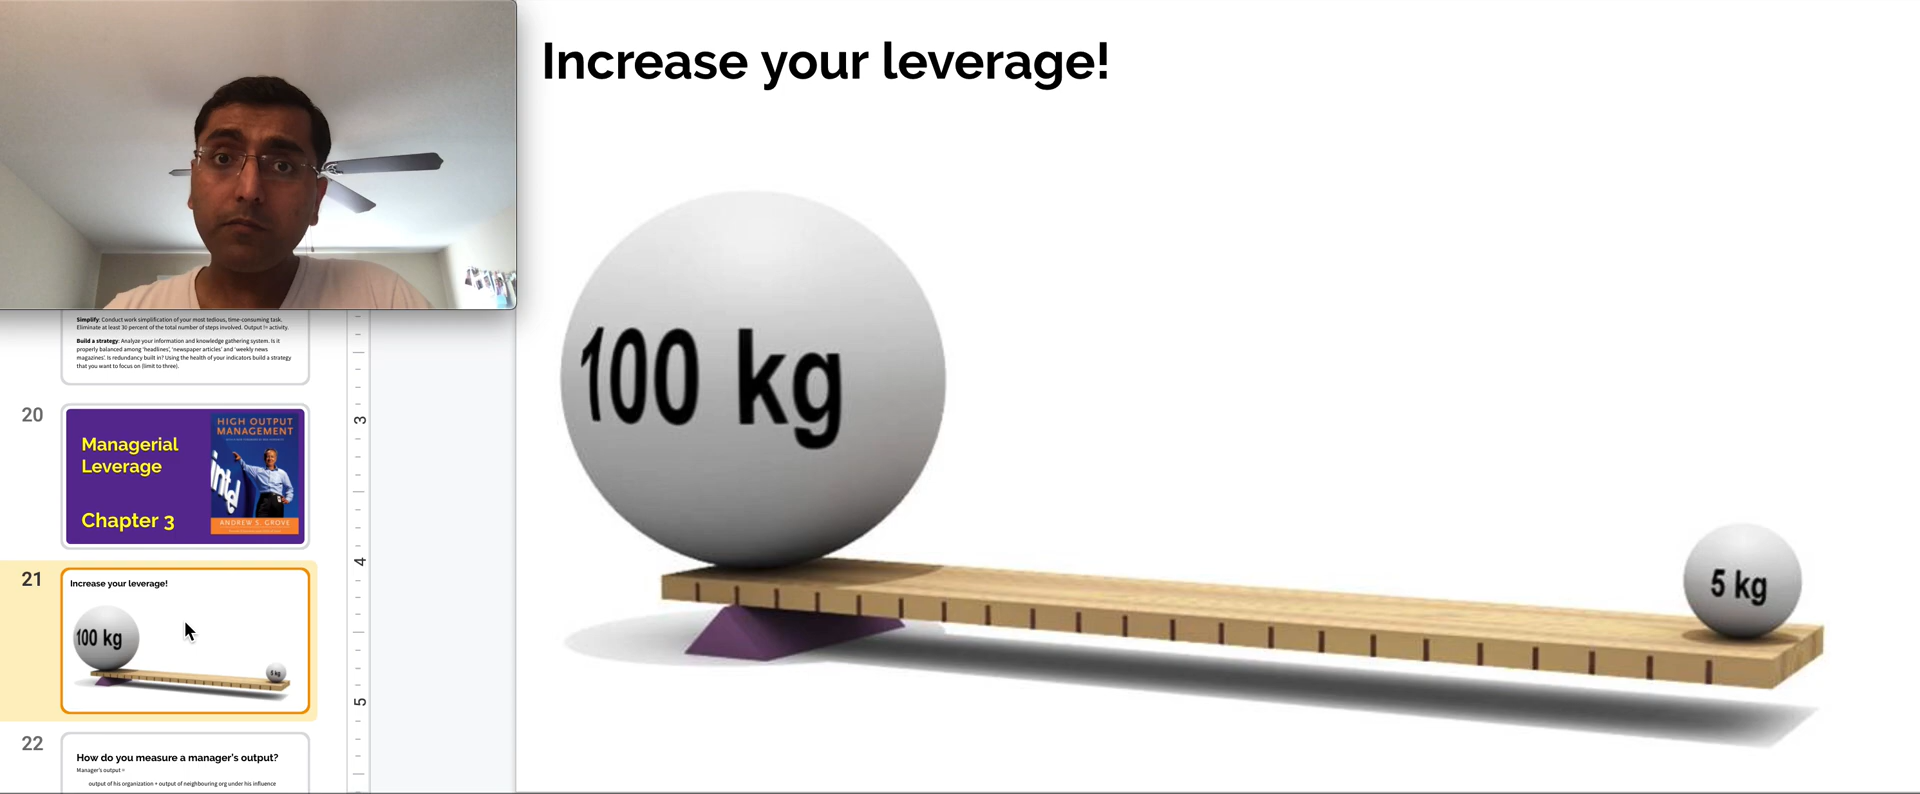 Increase your leverage!
100 kg
5 kg
Simplify: Conduct work simplification of your most tedious, time-consuming task.
Eliminate at least 30 percent of the total number of steps involved. Output != activity.
Build a strategy: Analyze your information and knowledge gathering system. Is it
properly balanced among 'headlines', 'newspaper articles' and 'weekly news
magazines'. Is redundancy built in? Using the health of your indicators build a strategy
that you want to focus on (limit to three).
20
Managerial
Leverage
Chapter 3
HIGH OUTPUT
MANAGEMENT
intel
ANDREW S. GROVE
21
Increase your leverage!
100 kg
5 kg
22
How do you measure a manager's output?
Manager's output =
output of his organization + output of neighbouring org under his influence
3
4
5